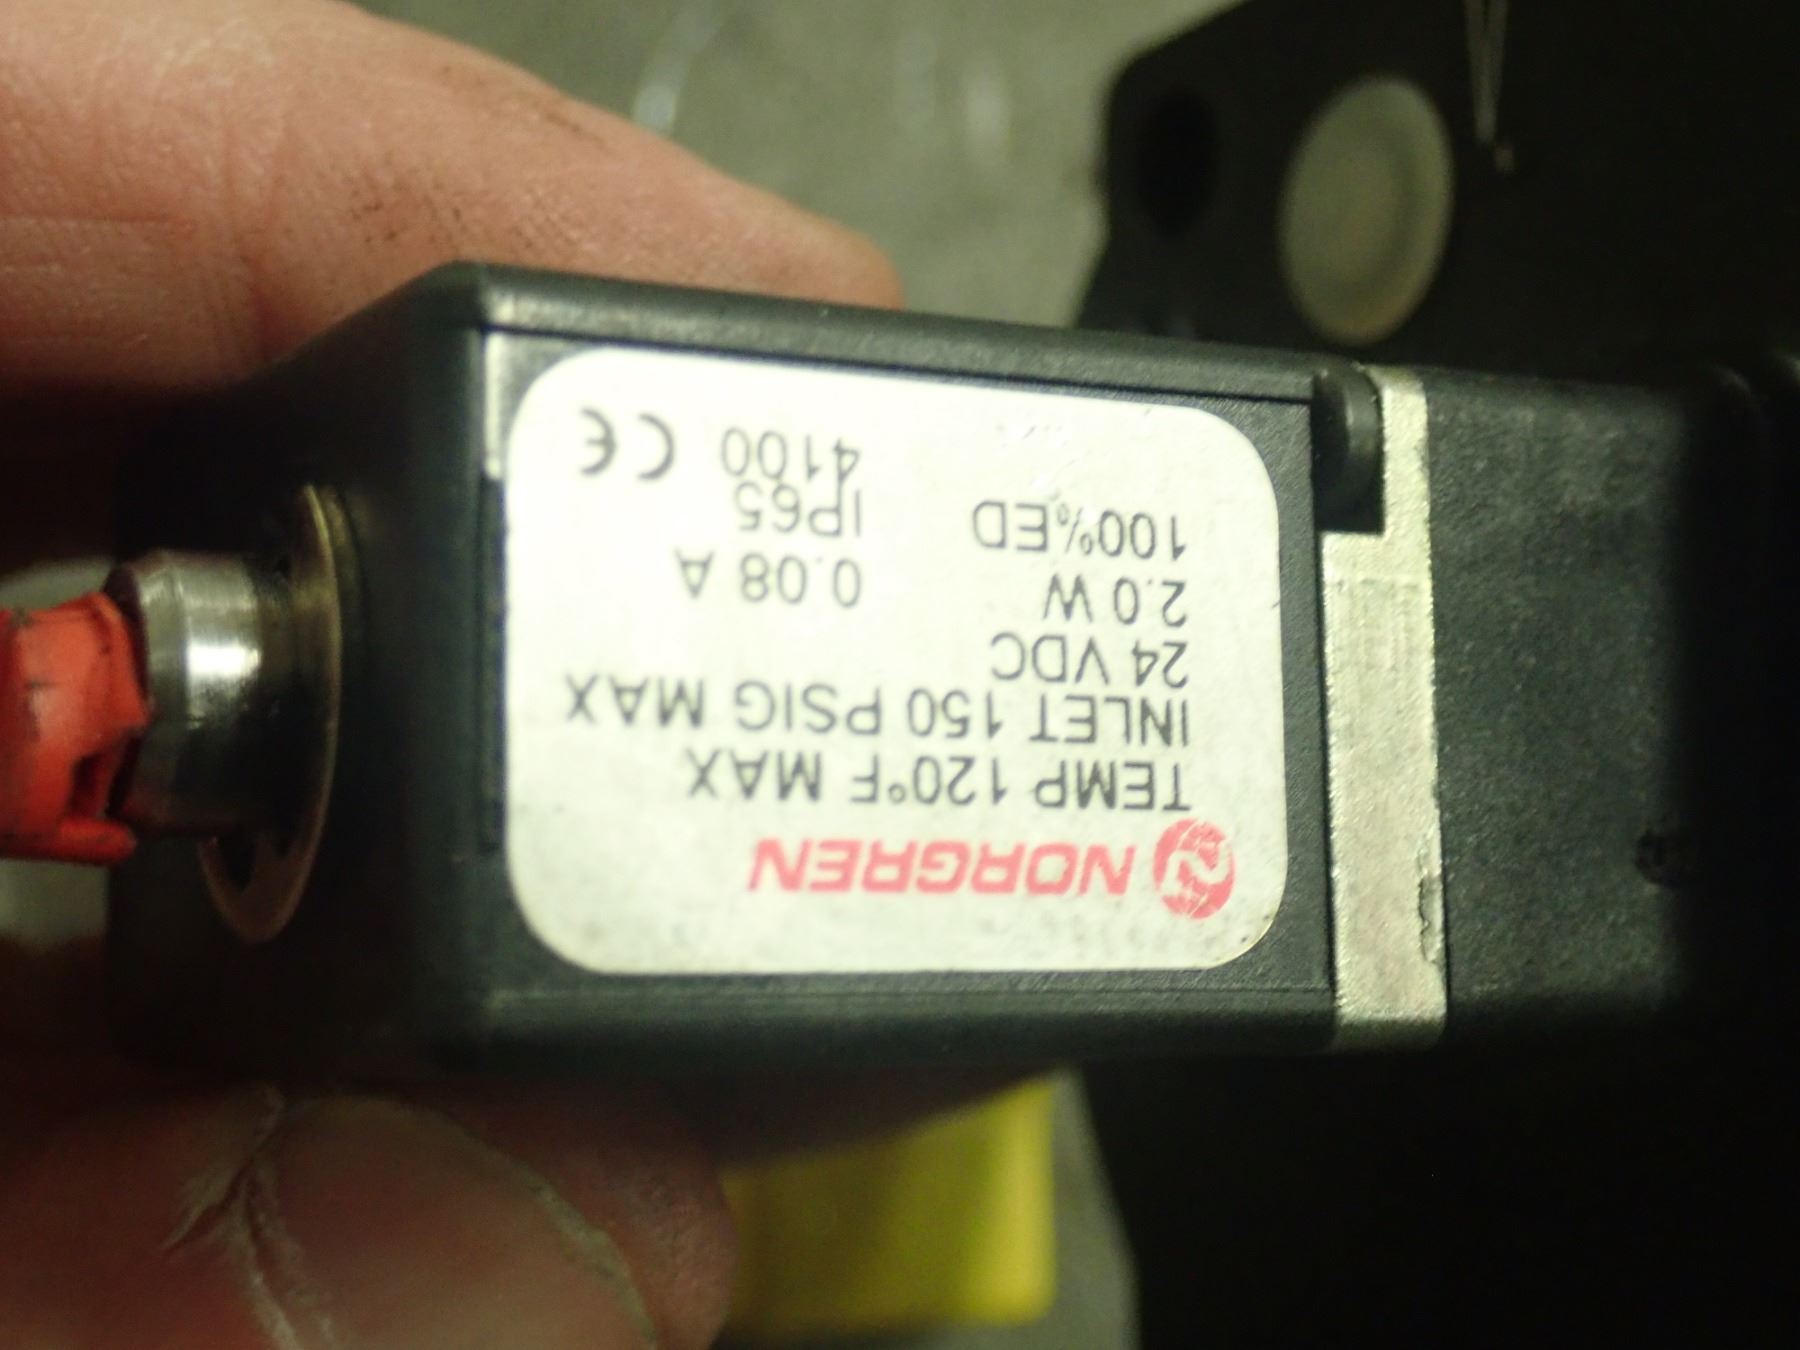 NORGREN
TEMP 120°F MAX
INLET 150 PSIG MAX
24 VDC
2.0 W 0.08 A
100%ED IP65
4100 CE